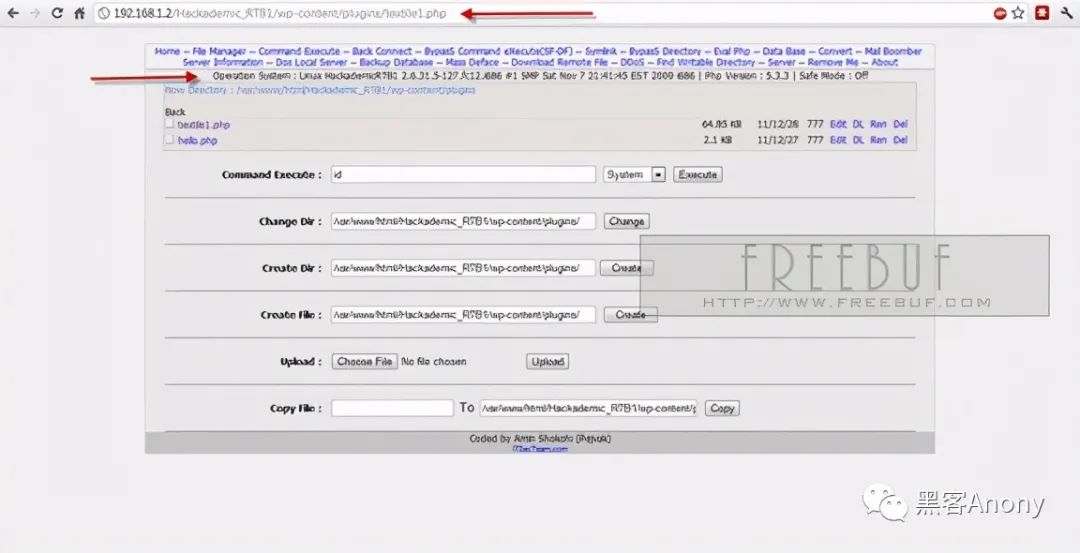 192.168.1.2/Hackademic_RTB1/wp-content/plugins/
Home – File Manager – Command Execute – Back Connect – BypasS Command eXecute(SF-DF) – Symlink – BypasS Directory – Eval Php – Data Base – Convert – Mail Boomber
Server Information – Dos Local Server – Backup Database – Mass Deface – Download Remote File – DDoS – Find Writable Directory – Server – Remove Me – About
Operation System : Linux HackademicRTB1 2.6.31.5-127.fc12.i686 #1 SMP Sat Nov 7 21:41:45 EST 2009 i686 | Php Version : 5.3.3 | Safe Mode : Off
Now Directory : /var/www/html/Hackademic_RTB1/wp-content/plugins
Back
64.85 KB 11/12/28 777 Edit DL Ren Del
hello.php 2.1 KB 11/12/27 777 Edit DL Ren Del
Command Execute : id System Execute
Change Dir : /var/www/html/Hackademic_RTB1/wp-content/plugins/ Change
Create Dir : /var/www/html/Hackademic_RTB1/wp-content/plugins/ Create
Create File : /var/www/html/Hackademic_RTB1/wp-content/plugins/ Create
Upload : Choose File No file chosen Upload
Copy File : To /var/www/html/Hackademic_RTB1/wp-content/p Copy
Coded by Amin Shokohi
FREEBUF
HTTP://WWW.FREEBUF.COM
黑客Anony